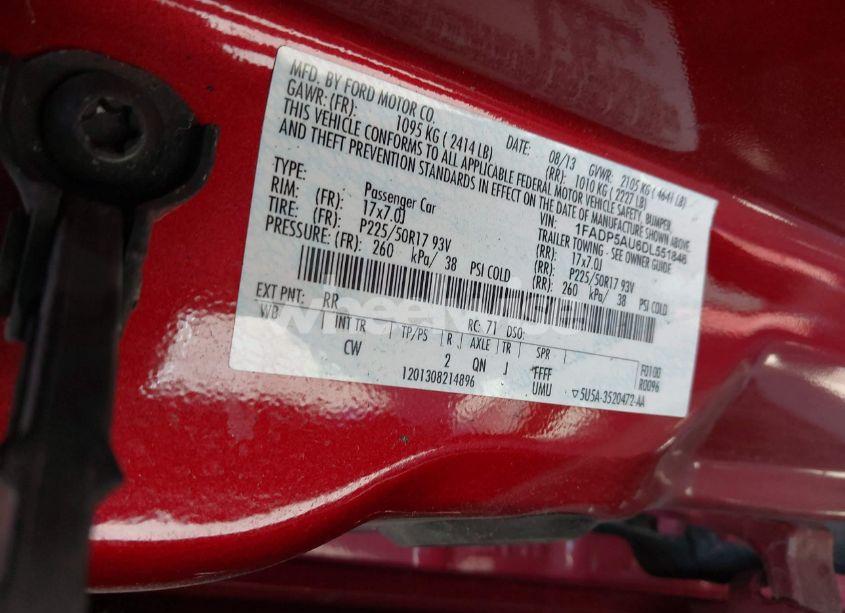 MFD. BY FORD MOTOR CO.
DATE: 08/13 GVWR: 2105 KG ( 4641 LB)
GAWR: (FR): 1095 KG ( 2414 LB) (RR): 1010 KG ( 2227 LB)
THIS VEHICLE CONFORMS TO ALL APPLICABLE FEDERAL MOTOR VEHICLE SAFETY, BUMPER,
AND THEFT PREVENTION STANDARDS IN EFFECT ON THE DATE OF MANUFACTURE SHOWN ABOVE.
VIN: 1FADP5AU6DL551846
TYPE: Passenger Car TRAILER TOWING - SEE OWNER GUIDE
RIM: (FR): 17x7.0J (RR): 17x7.0J
TIRE: (FR): P225/50R17 93V (RR): P225/50R17 93V
PRESSURE: (FR): 260 kPa/ 38 PSI COLD (RR): 260 kPa/ 38 PSI COLD
EXT PNT: RR RC: 71 DSO:
WB INT TR TP/PS R AXLE TR SPR F0100
CW 2 QN J FFFF R0096
1201308214896 UMU ▽5U5A-3520472-AA